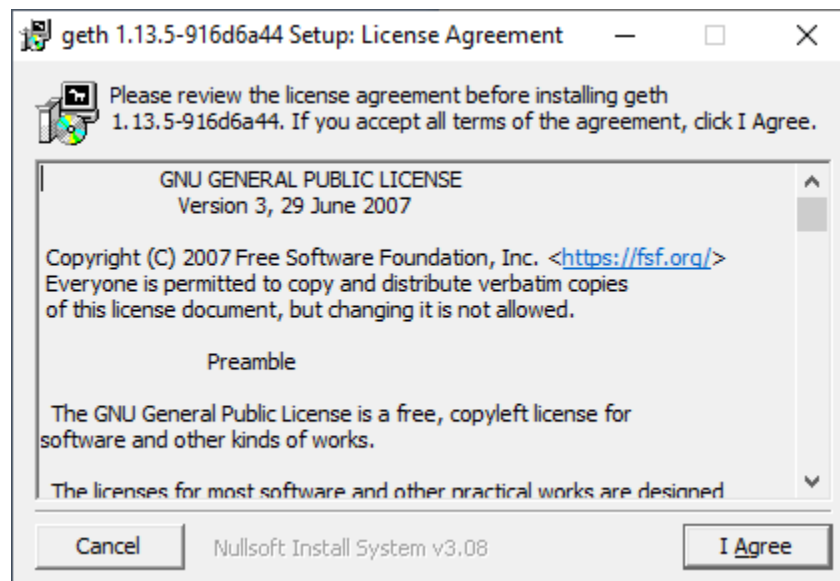 geth 1.13.5-916d6a44 Setup: License Agreement
Please review the license agreement before installing geth
1.13.5-916d6a44. If you accept all terms of the agreement, click I Agree.
GNU GENERAL PUBLIC LICENSE
Version 3, 29 June 2007
Copyright (C) 2007 Free Software Foundation, Inc. <https://fsf.org/>
Everyone is permitted to copy and distribute verbatim copies
of this license document, but changing it is not allowed.
Preamble
The GNU General Public License is a free, copyleft license for
software and other kinds of works.
The licenses for most software and other practical works are designed
Cancel
Nullsoft Install System v3.08
I Agree